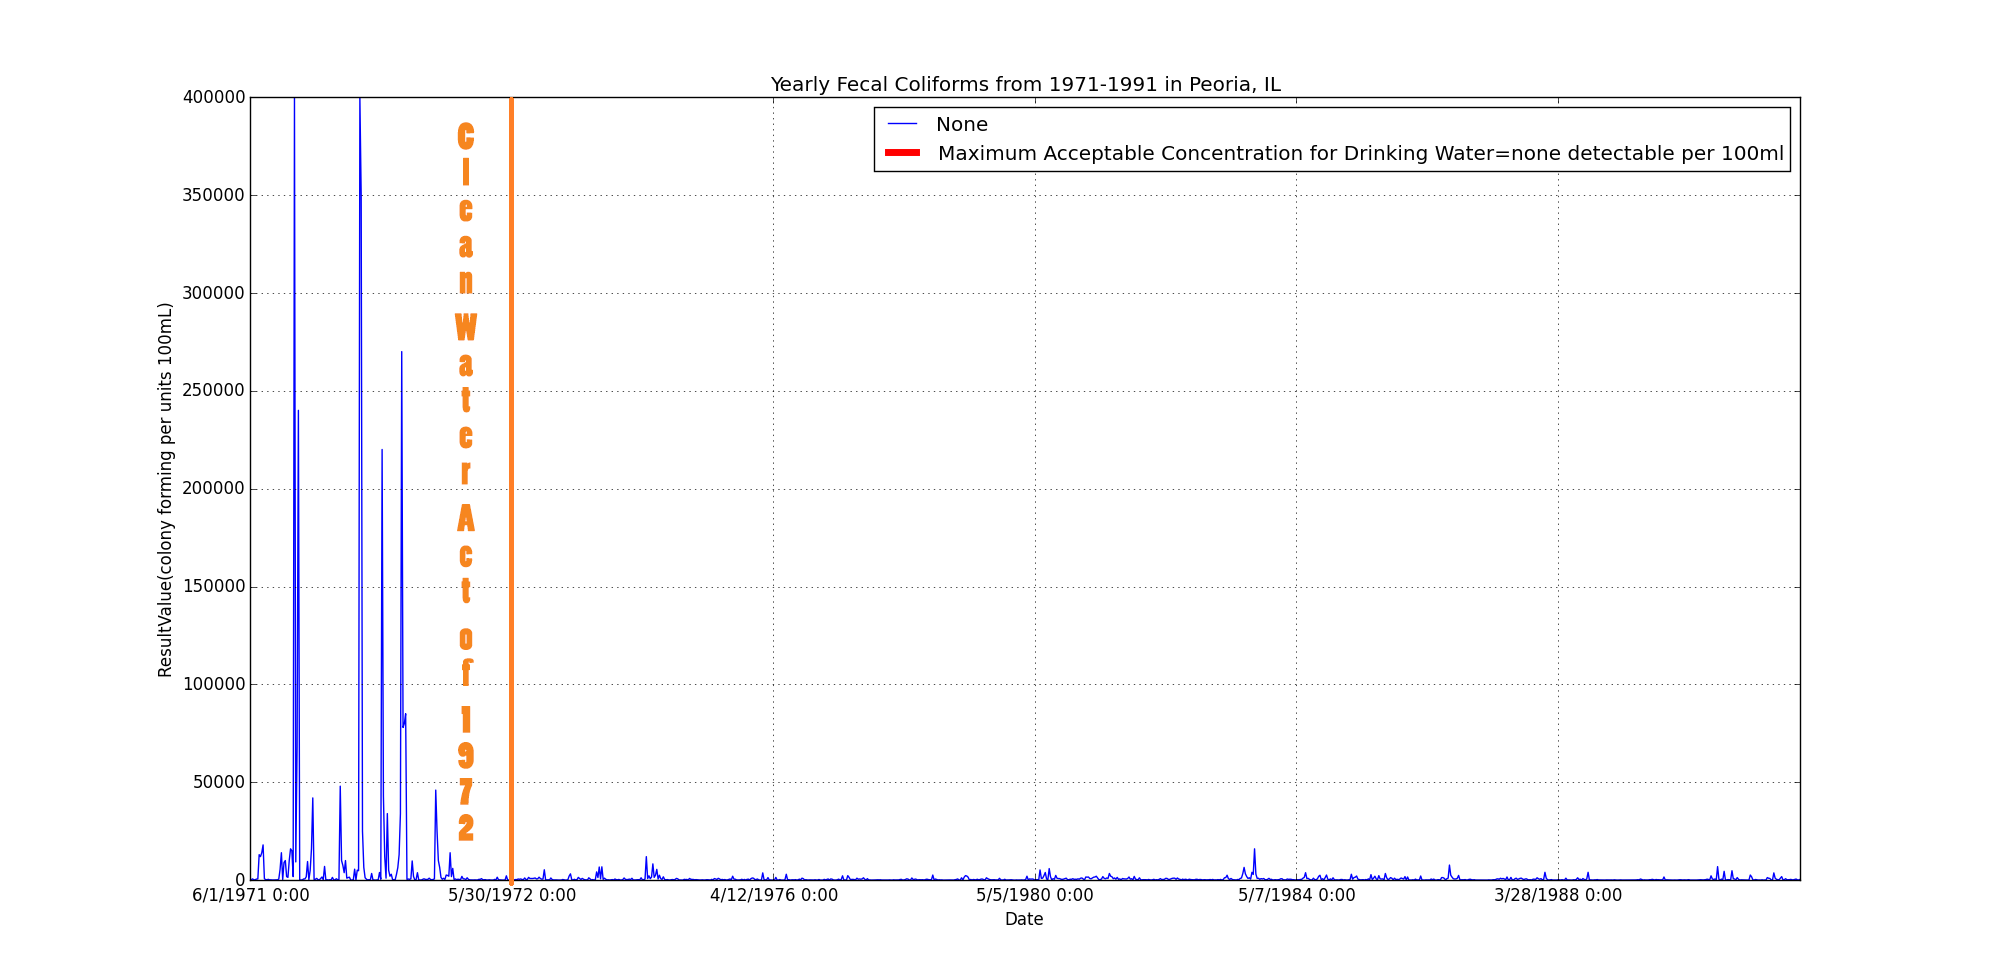 Yearly Fecal Coliforms from 1971-1991 in Peoria, IL
None
Maximum Acceptable Concentration for Drinking Water=none detectable per 100ml
ResultValue(colony forming per units 100mL)
400000
350000
300000
250000
200000
150000
100000
50000
0
Clean Water Act of 1972
6/1/1971 0:00
5/30/1972 0:00
4/12/1976 0:00
5/5/1980 0:00
5/7/1984 0:00
3/28/1988 0:00
Date